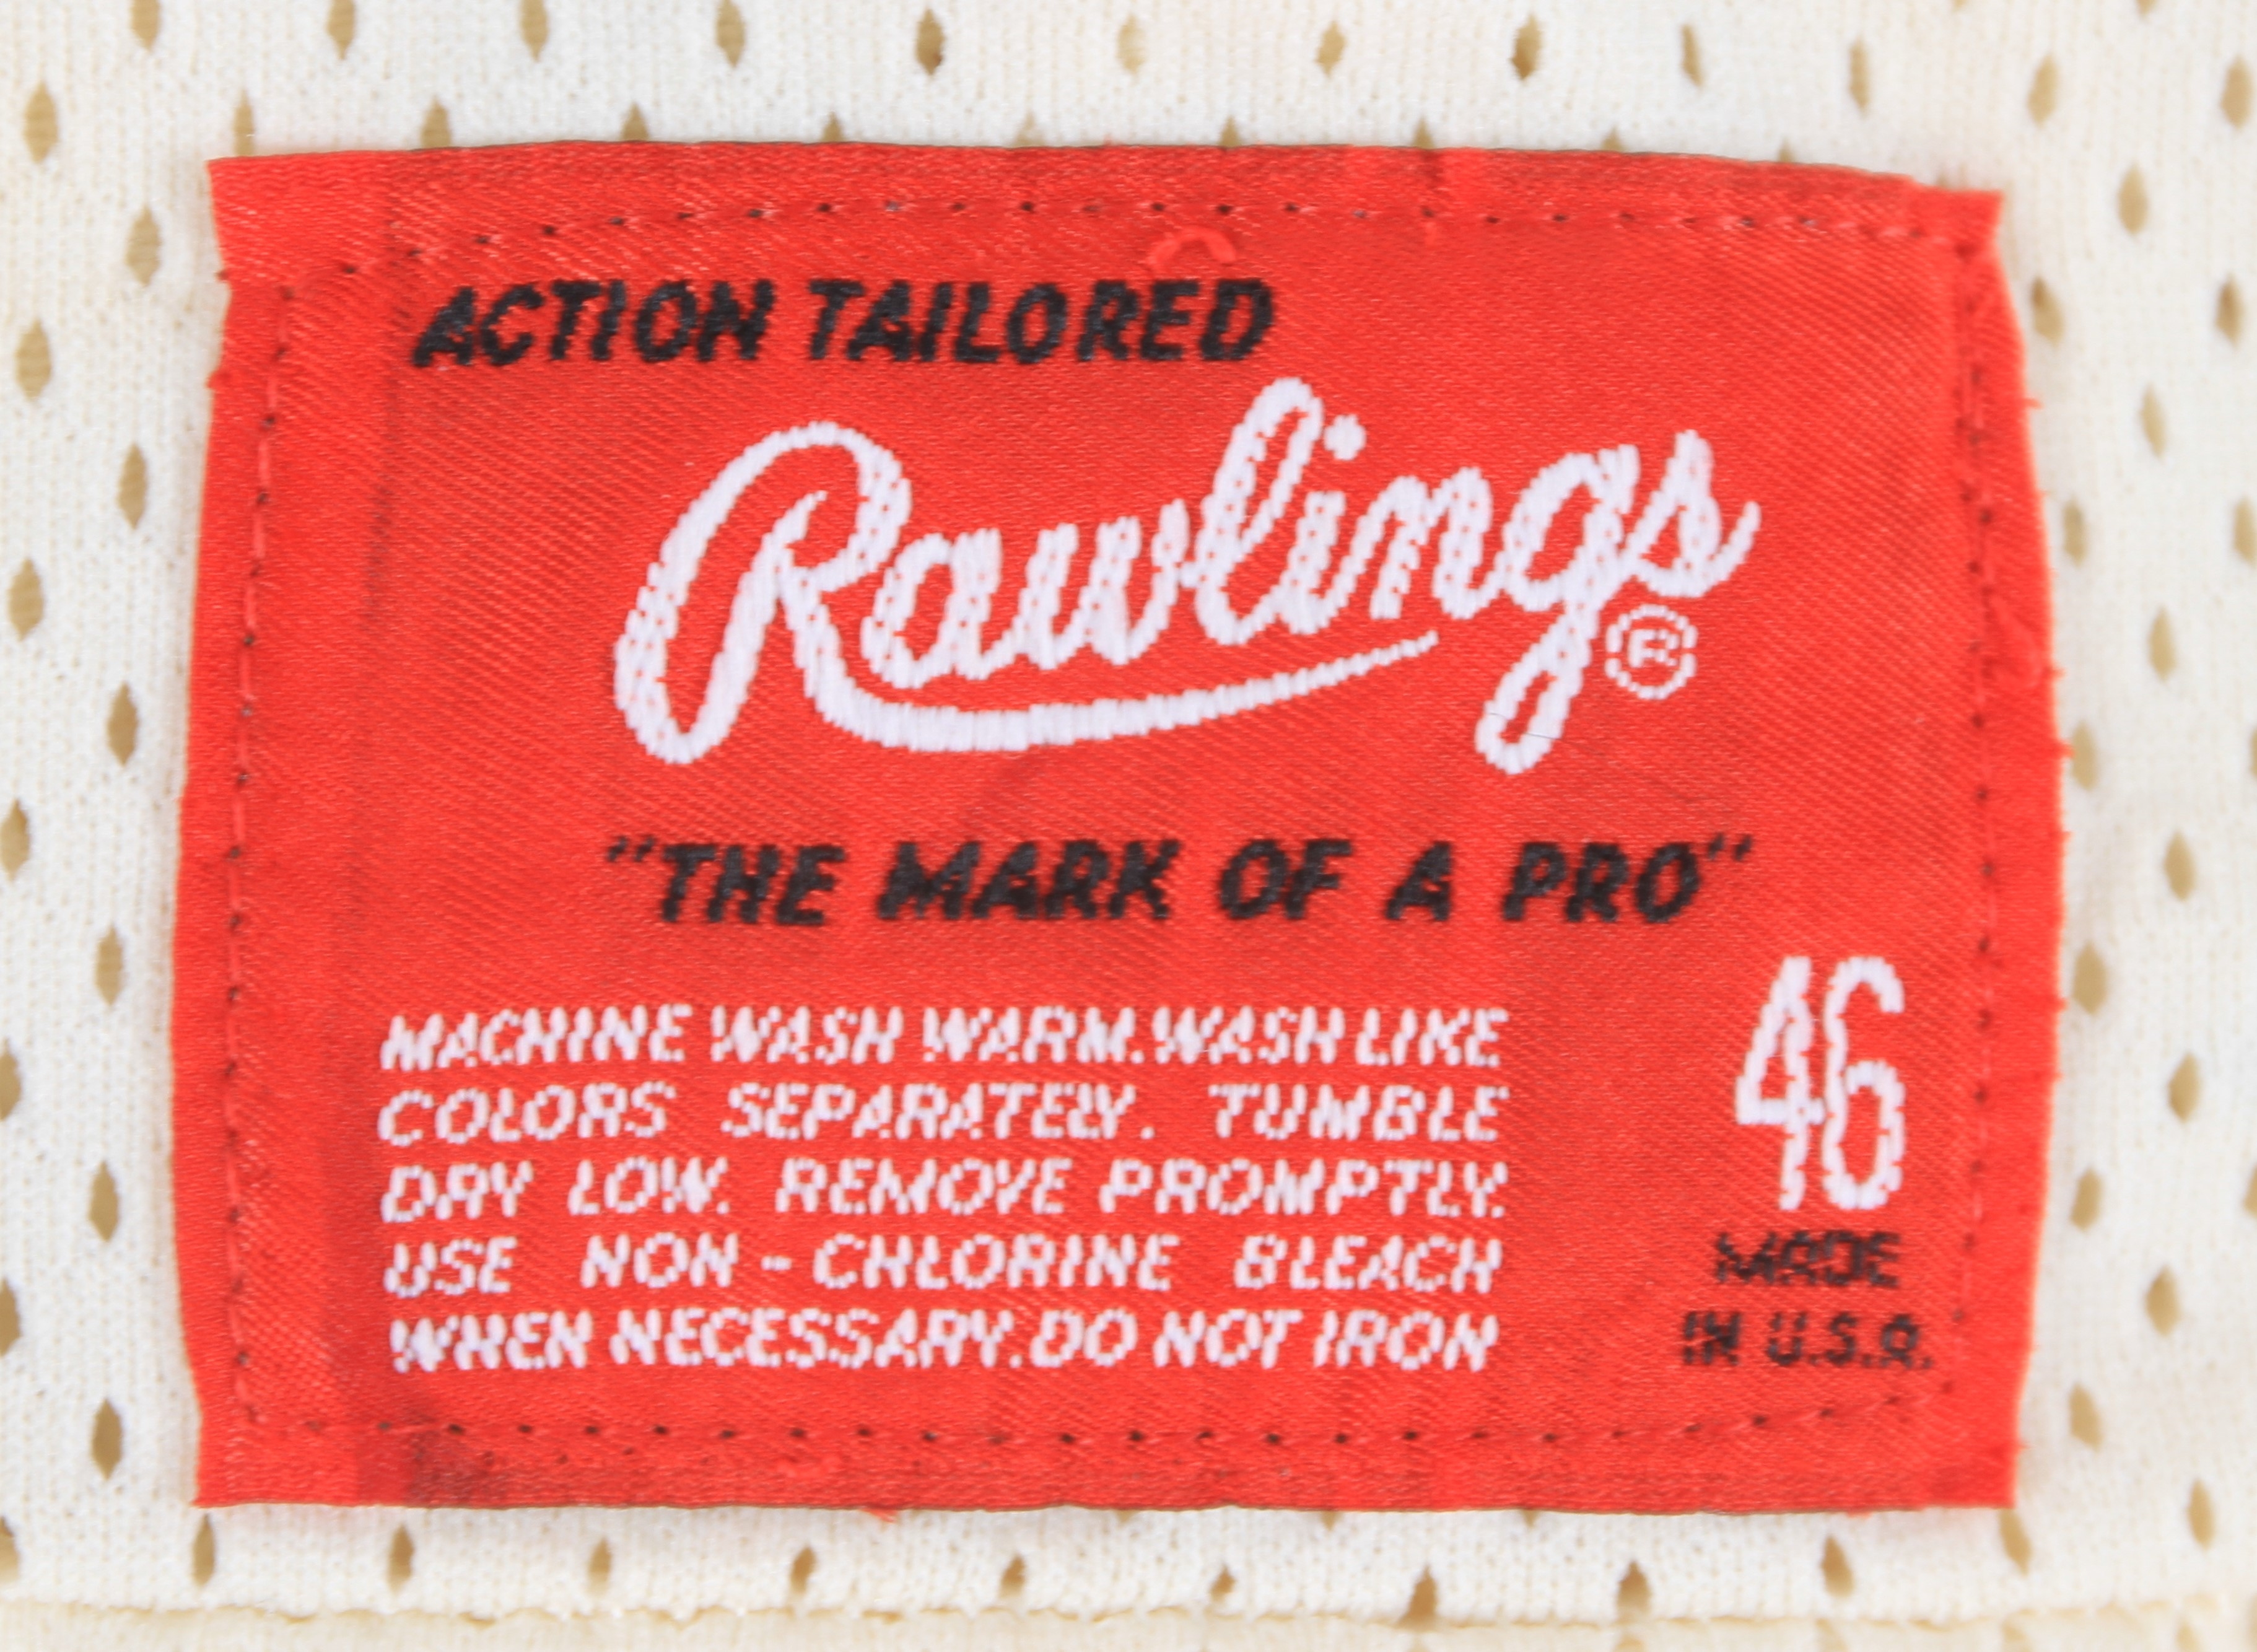 ACTION TAILORED
Rawlings ®
"THE MARK OF A PRO"
MACHINE WASH WARM. WASH LIKE
COLORS SEPARATELY. TUMBLE
DRY LOW. REMOVE PROMPTLY.
USE NON-CHLORINE BLEACH
WHEN NECESSARY. DO NOT IRON
46
MADE
IN U.S.A.